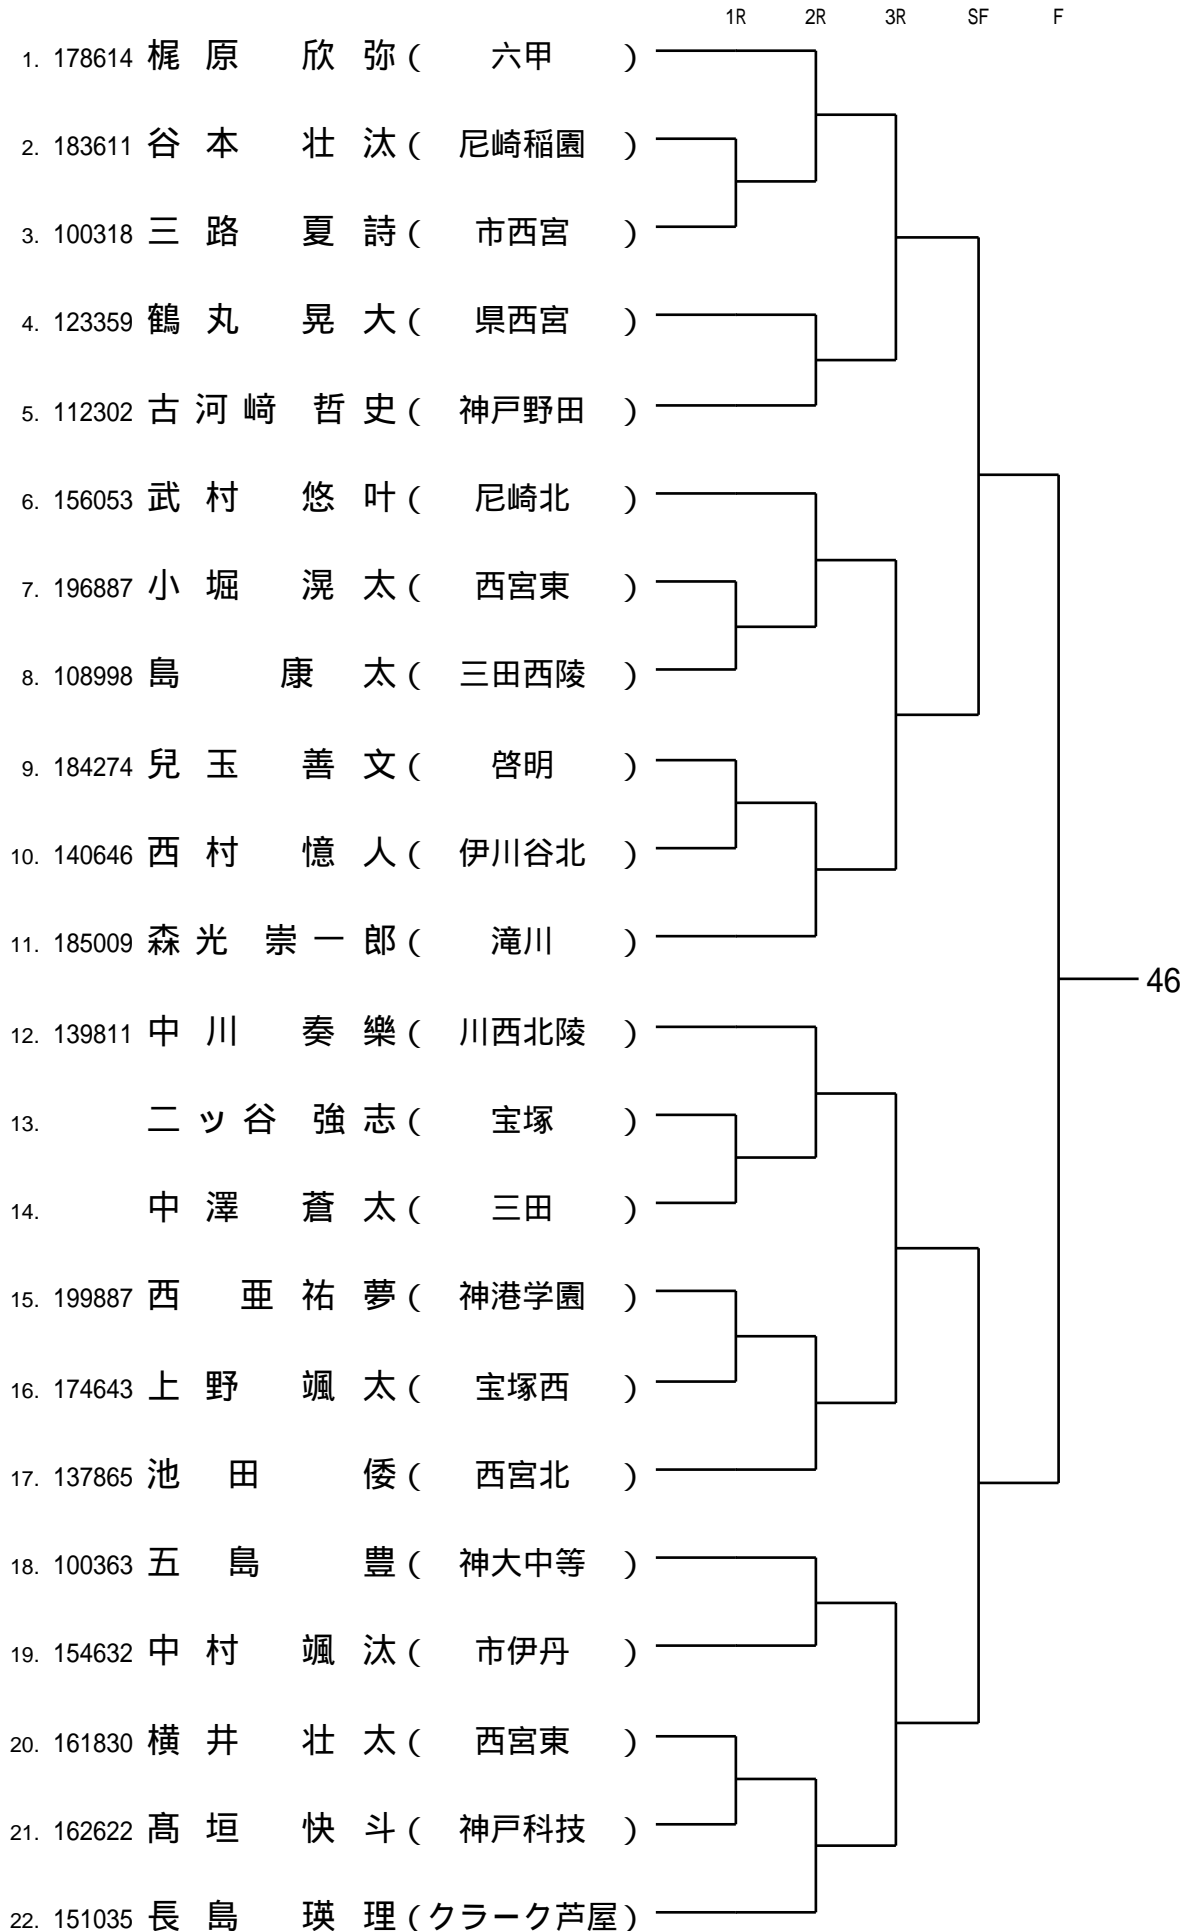 1R 2R 3R SF F
1. 178614 梶原 欣弥 ( 六甲 )
2. 183611 谷本 壮汰 ( 尼崎稲園 )
3. 100318 三路 夏詩 ( 市西宮 )
4. 123359 鶴丸 晃大 ( 県西宮 )
5. 112302 古河﨑 哲史 ( 神戸野田 )
6. 156053 武村 悠叶 ( 尼崎北 )
7. 196887 小堀 滉太 ( 西宮東 )
8. 108998 島 康太 ( 三田西陵 )
9. 184274 兒玉 善文 ( 啓明 )
10. 140646 西村 憶人 ( 伊川谷北 )
11. 185009 森光 崇一郎 ( 滝川 )
46
12. 139811 中川 奏樂 ( 川西北陵 )
13. 二ッ谷 強志 ( 宝塚 )
14. 中澤 蒼太 ( 三田 )
15. 199887 西 亜祐夢 ( 神港学園 )
16. 174643 上野 颯太 ( 宝塚西 )
17. 137865 池田 倭 ( 西宮北 )
18. 100363 五島 豊 ( 神大中等 )
19. 154632 中村 颯汰 ( 市伊丹 )
20. 161830 横井 壮太 ( 西宮東 )
21. 162622 髙垣 快斗 ( 神戸科技 )
22. 151035 長島 瑛理 ( クラーク芦屋 )